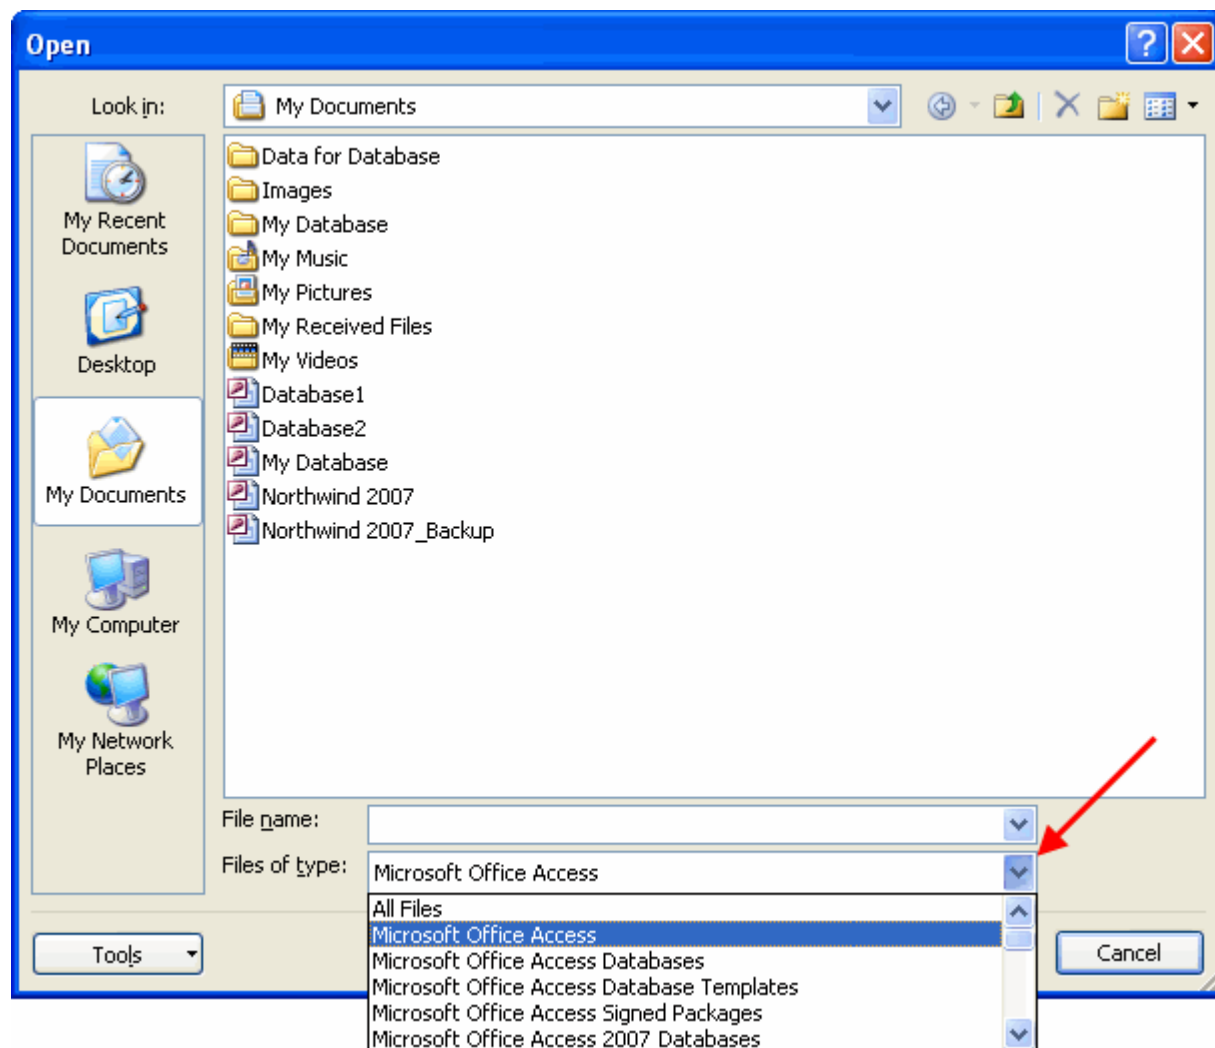 Open
Look in:
My Documents
My Recent
Documents
Desktop
My Documents
My Computer
My Network
Places
Data for Database
Images
My Database
My Music
My Pictures
My Received Files
My Videos
Database1
Database2
My Database
Northwind 2007
Northwind 2007_Backup
File name:
Files of type:
Microsoft Office Access
All Files
Microsoft Office Access
Microsoft Office Access Databases
Microsoft Office Access Database Templates
Microsoft Office Access Signed Packages
Microsoft Office Access 2007 Databases
Tools
Cancel